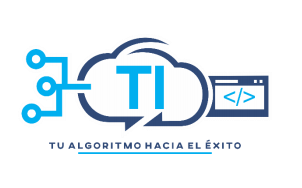 TI
</>
TU ALGORITMO HACIA EL ÉXITO